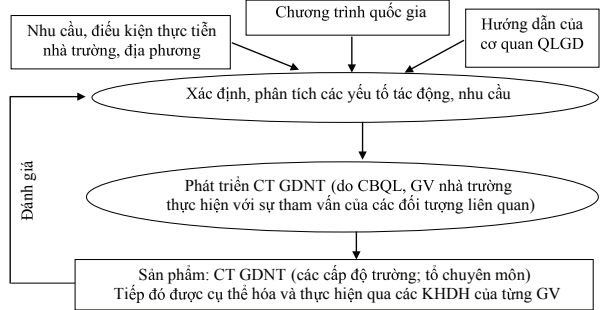 Nhu cầu, điếu kiện thực tiễn
nhà trường, địa phương
Chương trình quốc gia
Hướng dẫn của
cơ quan QLGD
Xác định, phân tích các yếu tố tác động, nhu cầu
Đánh giá
Phát triển CT GDNT (do CBQL, GV nhà trường
thực hiện với sự tham vấn của các đối tượng liên quan)
Sản phẩm: CT GDNT (các cấp độ trường; tổ chuyên môn)
Tiếp đó được cụ thể hóa và thực hiện qua các KHDH của từng GV